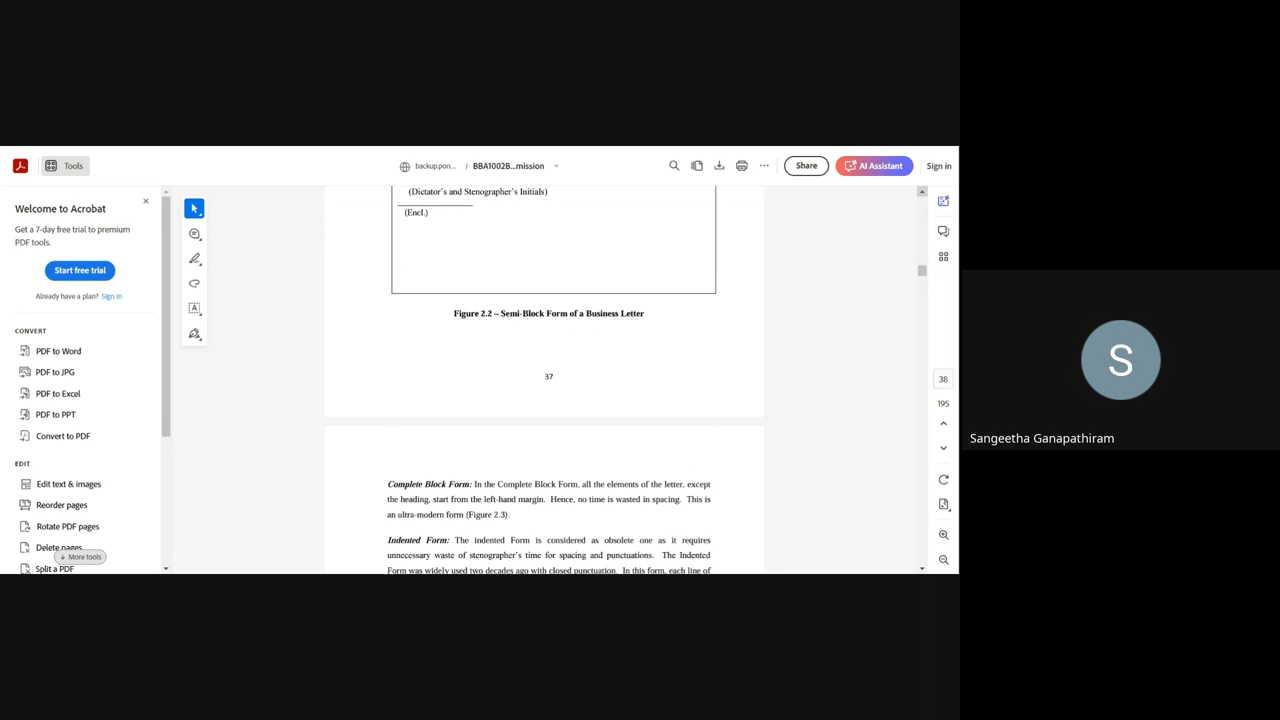 Tools
backup.pon... / BBA1002B...mission
Share
AI Assistant
Sign in
Welcome to Acrobat
Get a 7-day free trial to premium
PDF tools.
Start free trial
Already have a plan? Sign in
CONVERT
PDF to Word
PDF to JPG
PDF to Excel
PDF to PPT
Convert to PDF
EDIT
Edit text & images
Reorder pages
Rotate PDF pages
Delete pages
More tools
Split a PDF
(Dictator's and Stenographer's Initials)
(Encl.)
Figure 2.2 – Semi-Block Form of a Business Letter
37
Complete Block Form: In the Complete Block Form, all the elements of the letter, except
the heading, start from the left-hand margin. Hence, no time is wasted in spacing. This is
an ultra-modern form (Figure 2.3).
Indented Form: The indented Form is considered as obsolete one as it requires
unnecessary waste of stenographer's time for spacing and punctuations. The Indented
Form was widely used two decades ago with closed punctuation. In this form, each line of
38
195
S
Sangeetha Ganapathiram